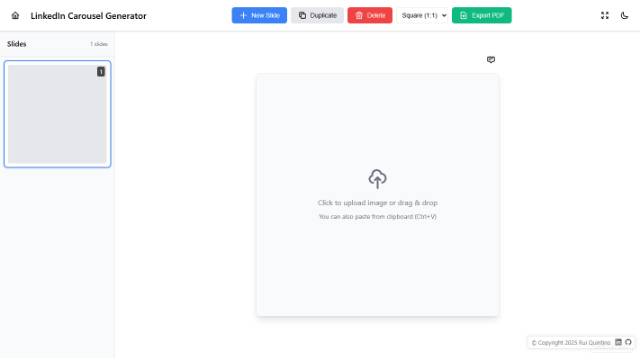 LinkedIn Carousel Generator
New Slide
Duplicate
Delete
Square (1:1)
Export PDF
Slides
1 slides
1
Click to upload image or drag & drop
You can also paste from clipboard (Ctrl+V)
© Copyright 2025 Rui Quintino